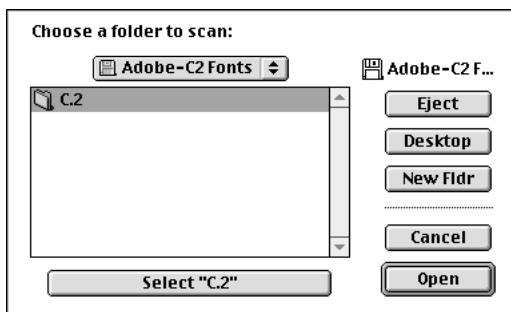 Choose a folder to scan:
Adobe-C2 Fonts
Adobe-C2 F...
C.2
Eject
Desktop
New Fldr
Cancel
Select "C.2"
Open